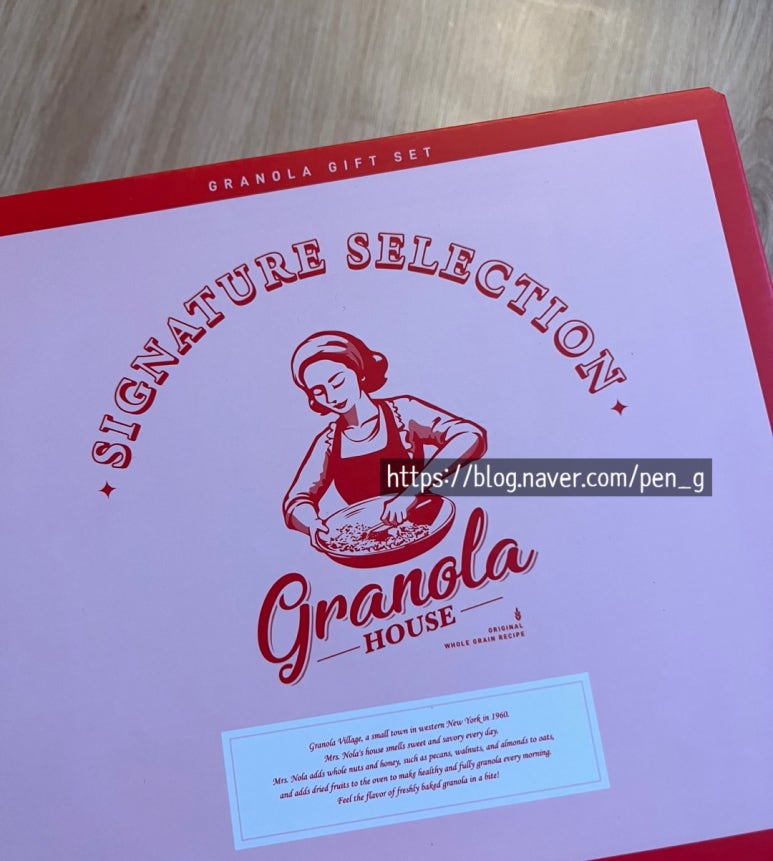 GRANOLA GIFT SET
SIGNATURE SELECTION
https://blog.naver.com/pen_g
Granola
HOUSE
ORIGINAL
WHOLE GRAIN RECIPE
Granola Village, a small town in western New York in 1960.
Mrs. Nola's house smells sweet and savory every day.
Mrs. Nola adds whole nuts and honey, such as pecans, walnuts, and almonds to oats,
and adds dried fruits to the oven to make healthy and fully granola every morning.
Feel the flavor of freshly baked granola in a bite!